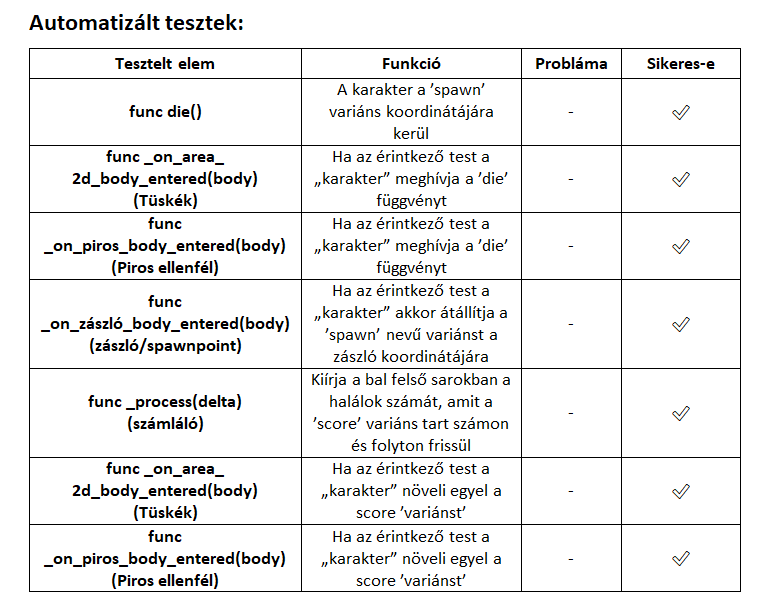 Automatizált tesztek:
Tesztelt elem Funkció Probléma Sikeres-e
func die()
A karakter a ’spawn’
variáns koordinátájára
kerül
-
func _on_area_
2d_body_entered(body)
(Tüskék)
Ha az érintkező test a
„karakter” meghívja a ’die’
függvényt
-
func
_on_piros_body_entered(body)
(Piros ellenfél)
Ha az érintkező test a
„karakter” meghívja a ’die’
függvényt
-
func
_on_zászló_body_entered(body)
(zászló/spawnpoint)
Ha az érintkező test a
„karakter” akkor átállítja a
’spawn’ nevű variánst a
zászló koordinátájára
-
func _process(delta)
(számláló)
Kiírja a bal felső sarokban a
halálok számát, amit a
’score’ variáns tart számon
és folyton frissül
-
func _on_area_
2d_body_entered(body)
(Tüskék)
Ha az érintkező test a
„karakter” növeli egyel a
score ’variánst’
-
func
_on_piros_body_entered(body)
(Piros ellenfél)
Ha az érintkező test a
„karakter” növeli egyel a
score ’variánst’
-